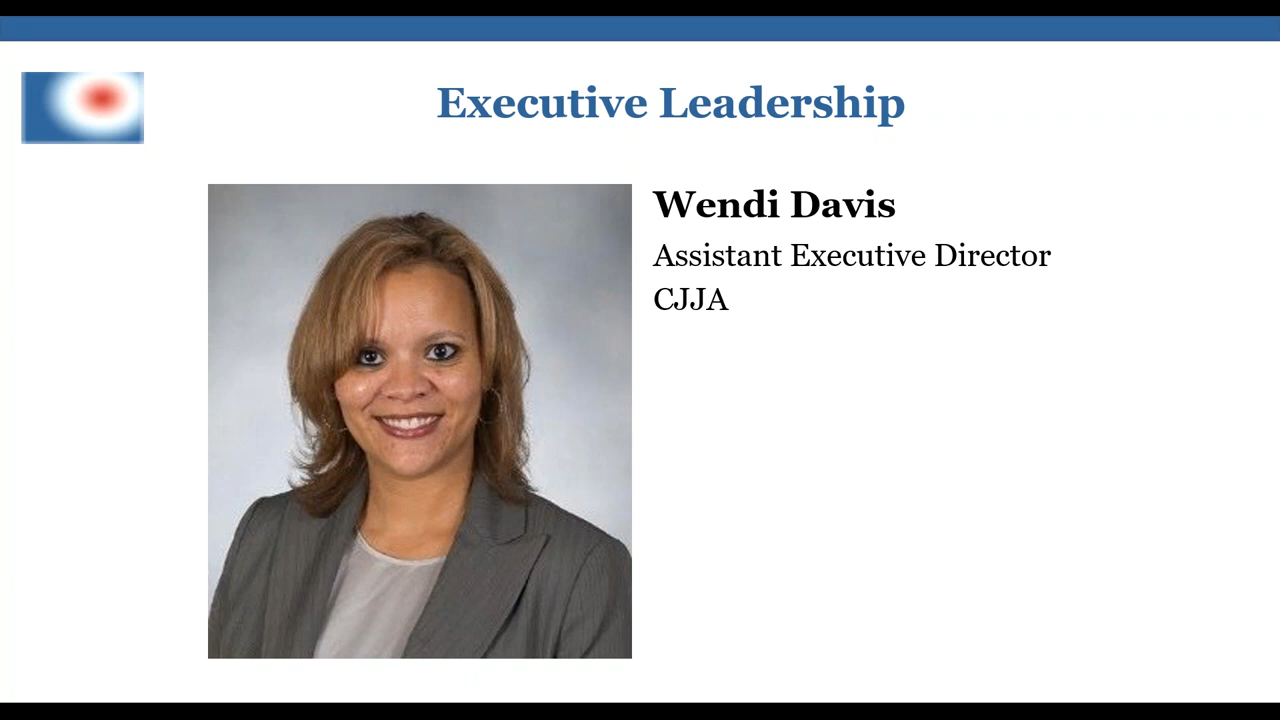 Executive Leadership
Wendi Davis
Assistant Executive Director
CJJA